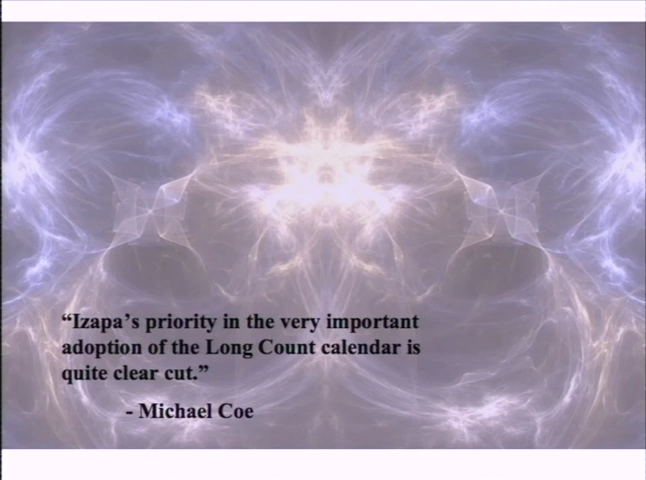 “Izapa’s priority in the very important
adoption of the Long Count calendar is
quite clear cut.”
- Michael Coe